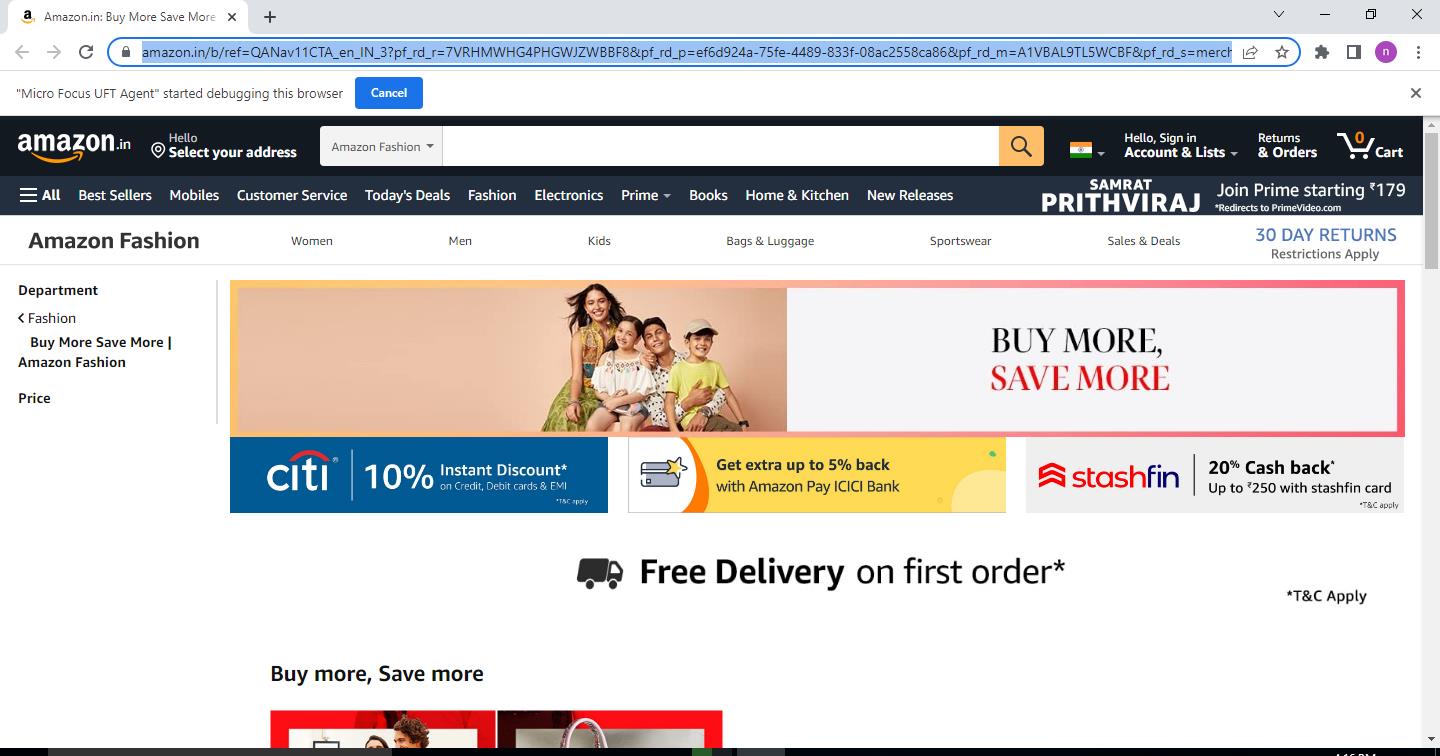 Amazon.in: Buy More Save More
amazon.in/b/ref=QANav11CTA_en_IN_3?pf_rd_r=7VRHMWHG4PHGWJZWBBF8&pf_rd_p=ef6d924a-75fe-4489-833f-08ac2558ca86&pf_rd_m=A1VBAL9TL5WCBF&pf_rd_s=merch
n
"Micro Focus UFT Agent" started debugging this browser
Cancel
amazon.in
Hello
Select your address
Amazon Fashion
Hello, Sign in
Account & Lists
Returns
& Orders
0
Cart
All
Best Sellers
Mobiles
Customer Service
Today's Deals
Fashion
Electronics
Prime
Books
Home & Kitchen
New Releases
SAMRAT
PRITHVIRAJ
Join Prime starting ₹179
*Redirects to PrimeVideo.com
Amazon Fashion
Women
Men
Kids
Bags & Luggage
Sportswear
Sales & Deals
30 DAY RETURNS
Restrictions Apply
Department
Fashion
Buy More Save More |
Amazon Fashion
Price
BUY MORE,
SAVE MORE
citi®
10% Instant Discount*
on Credit, Debit cards & EMI
*T&C apply
Get extra up to 5% back
with Amazon Pay ICICI Bank
stashfin
20% Cash back*
Up to ₹250 with stashfin card
*T&C apply
Free Delivery on first order*
*T&C Apply
Buy more, Save more